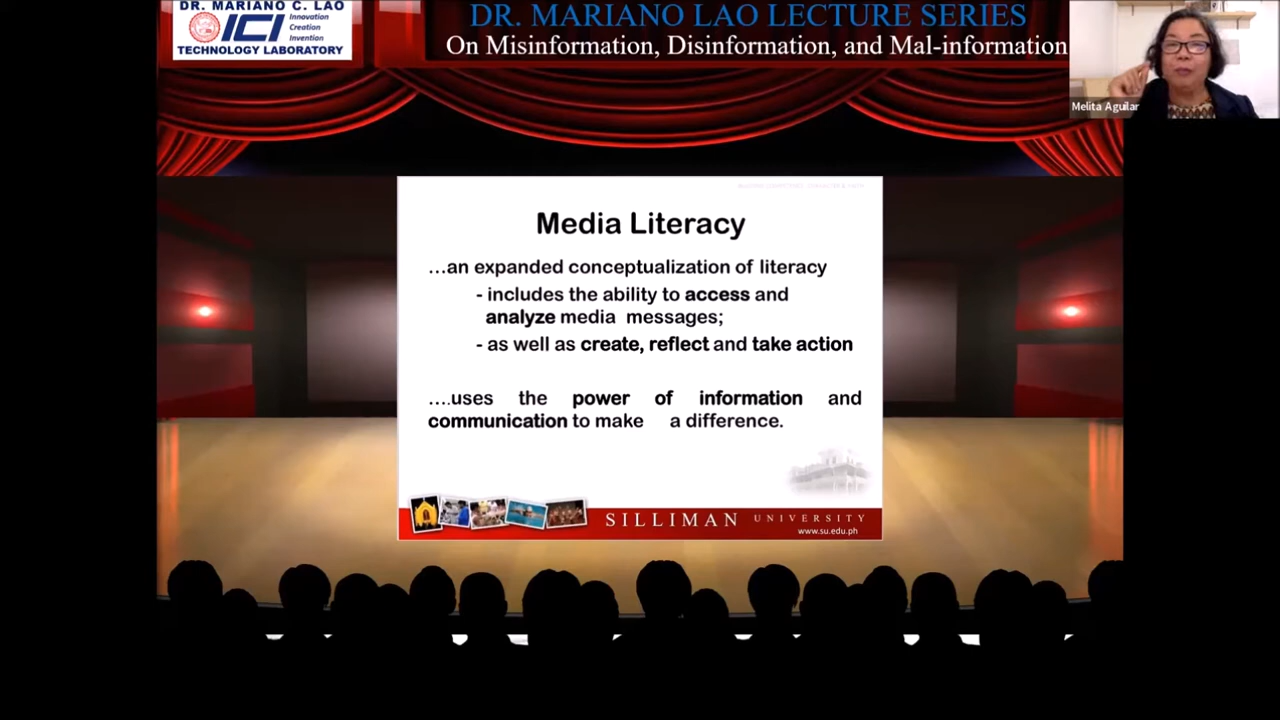 DR. MARIANO C. LAO
ICI
Innovation
Creation
Invention
TECHNOLOGY LABORATORY
DR. MARIANO LAO LECTURE SERIES
On Misinformation, Disinformation, and Mal-information
Melita Aguilar
Media Literacy
…an expanded conceptualization of literacy
- includes the ability to access and
analyze media messages;
- as well as create, reflect and take action
….uses the power of information and
communication to make a difference.
SILLIMAN UNIVERSITY
www.su.edu.ph